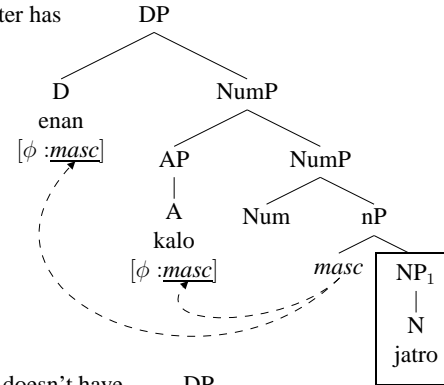 ter has DP
D NumP
enan
[ϕ :masc] AP NumP
A Num nP
kalo
[ϕ :masc] masc NP₁
N
jatro
doesn't have DP